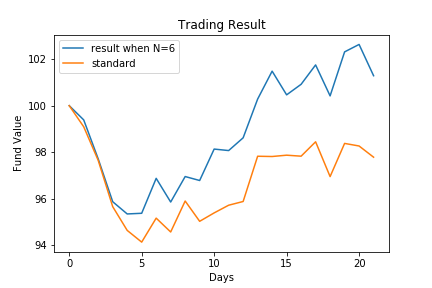 Trading Result
result when N=6
standard
Fund Value
102
100
98
96
94
0
5
10
15
20
Days